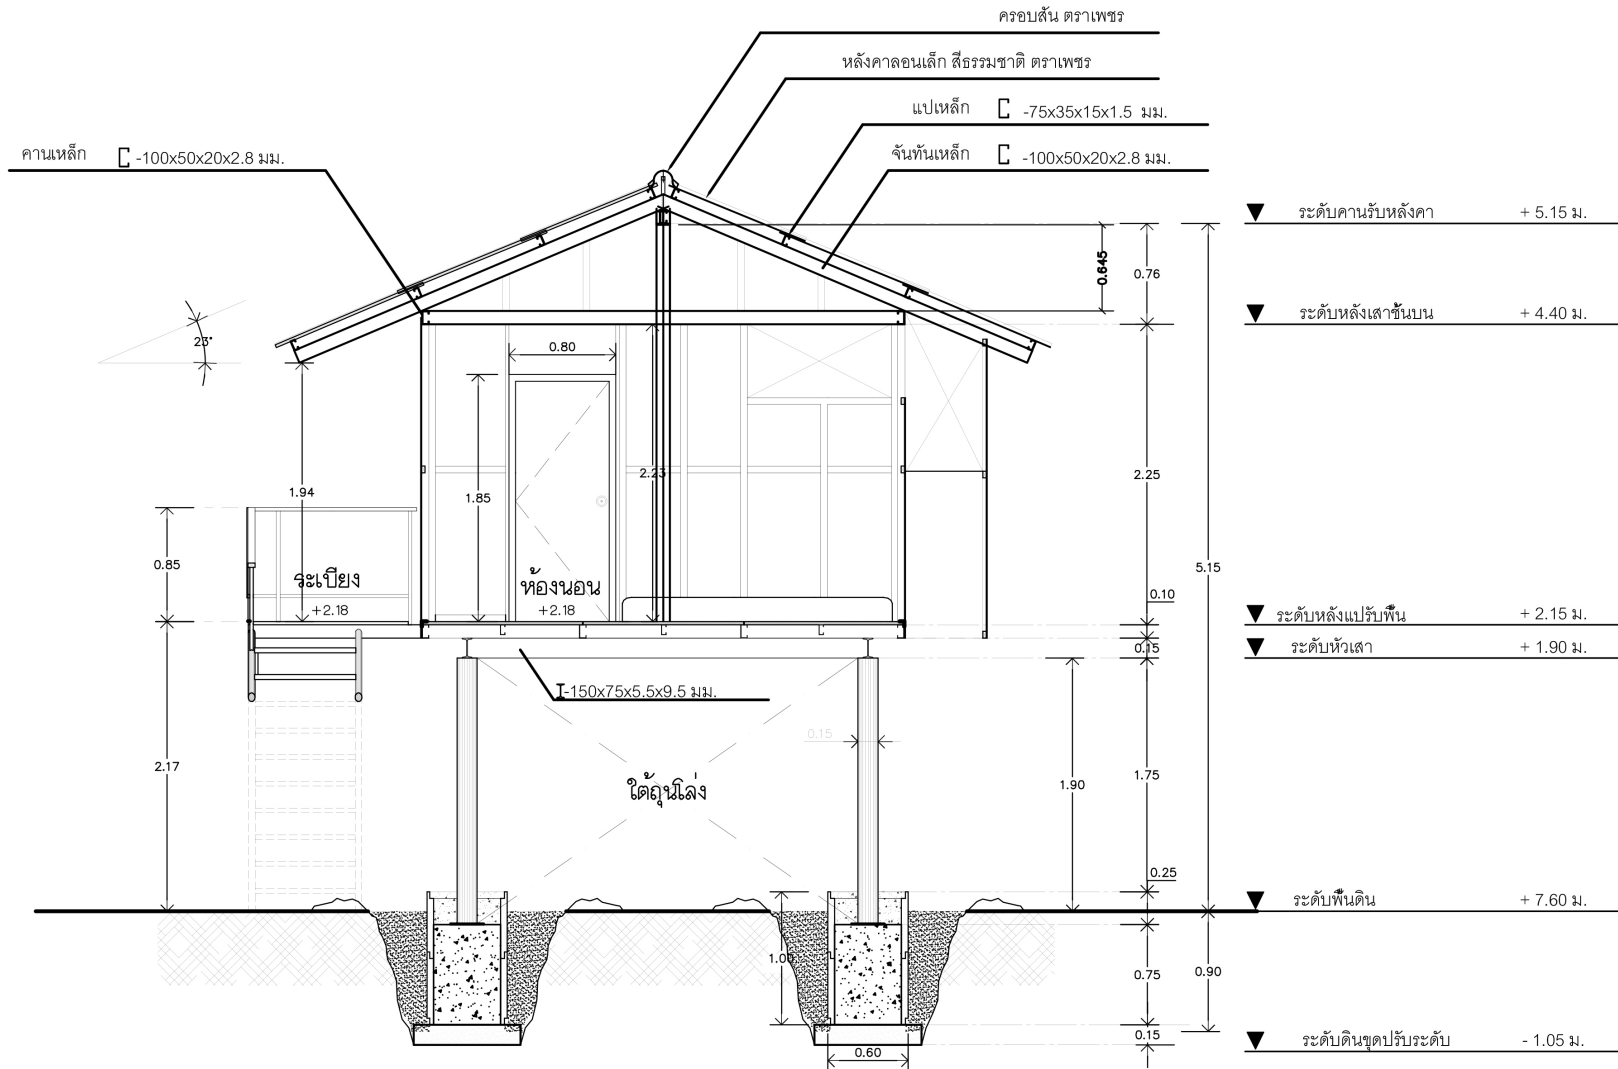 ครอบสัน ตราเพชร
หลังคาลอนเล็ก สีธรรมชาติ ตราเพชร
แปเหล็ก -75x35x15x1.5 มม.
คานเหล็ก -100x50x20x2.8 มม.
จันทันเหล็ก -100x50x20x2.8 มม.
ระดับคานรับหลังคา + 5.15 ม.
0.645
0.76
ระดับหลังเสาชั้นบน + 4.40 ม.
23°
0.80
2.23
2.25
1.94
1.85
0.85
5.15
ระเบียง
+2.18
ห้องนอน
+2.18
0.10
ระดับหลังแปรับพื้น + 2.15 ม.
0.15
ระดับหัวเสา + 1.90 ม.
I-150x75x5.5x9.5 มม.
0.15
2.17
1.75
1.90
ใต้ถุนโล่ง
0.25
ระดับพื้นดิน + 7.60 ม.
1.00
0.75
0.90
0.15
ระดับดินขุดปรับระดับ - 1.05 ม.
0.60